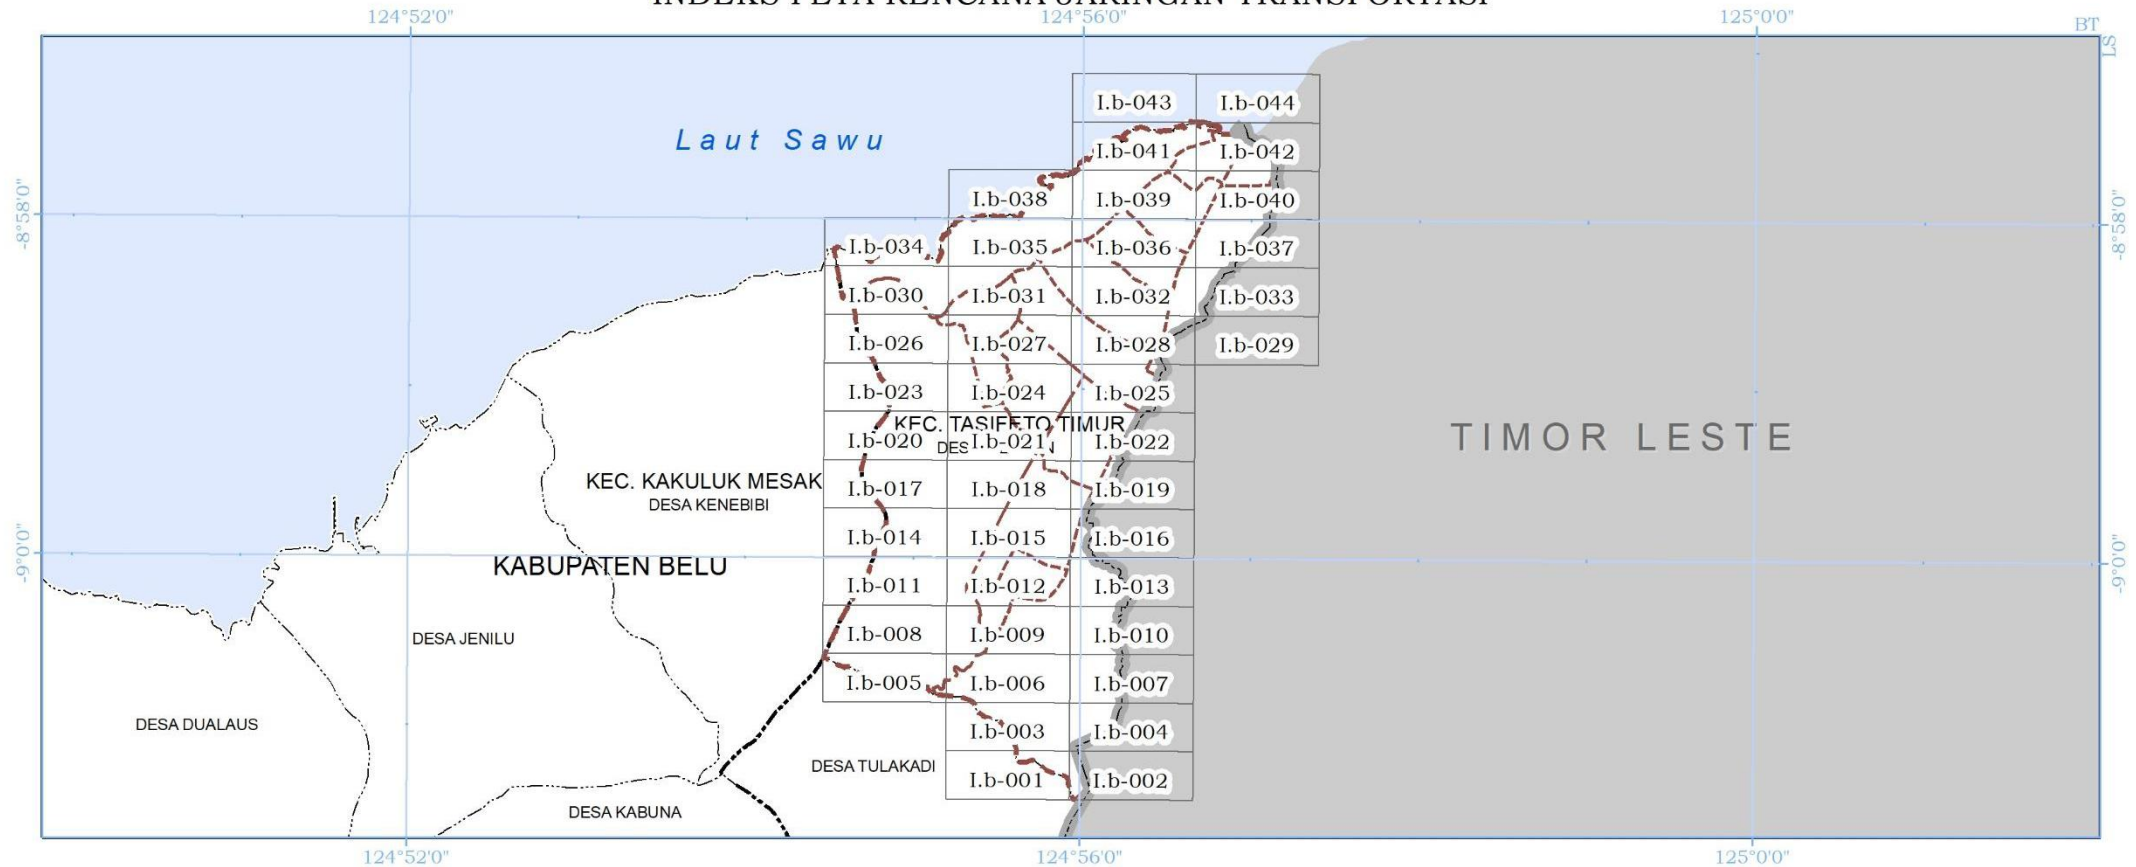 INDEKS PETA RENCANA JARINGAN TRANSPORTASI
124°52'0" 124°56'0" 125°0'0" BT
LS
I.b-043 I.b-044
Laut Sawu
I.b-041 I.b-042
-8°58'0" I.b-038 I.b-039 I.b-040 -8°58'0"
I.b-034 I.b-035 I.b-036 I.b-037
I.b-030 I.b-031 I.b-032 I.b-033
I.b-026 I.b-027 I.b-028 I.b-029
I.b-023 I.b-024 I.b-025
KEC. TASIFETO TIMUR
TIMOR LESTE
I.b-020 I.b-021 I.b-022
KEC. KAKULUK MESAK
I.b-017 I.b-018 I.b-019
DESA KENEBIBI
I.b-014 I.b-015 I.b-016
-9°0'0" KABUPATEN BELU -9°0'0"
I.b-011 I.b-012 I.b-013
DESA JENILU I.b-008 I.b-009 I.b-010
I.b-005 I.b-006 I.b-007
DESA DUALAUS I.b-003 I.b-004
DESA TULAKADI
I.b-001 I.b-002
DESA KABUNA
124°52'0" 124°56'0" 125°0'0"